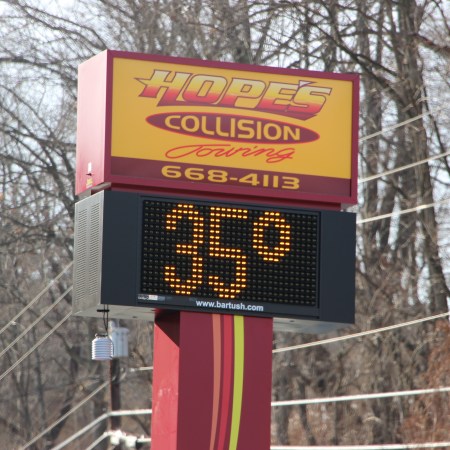 HOPE'S
COLLISION
Towing
668-4113
35°
www.bartush.com